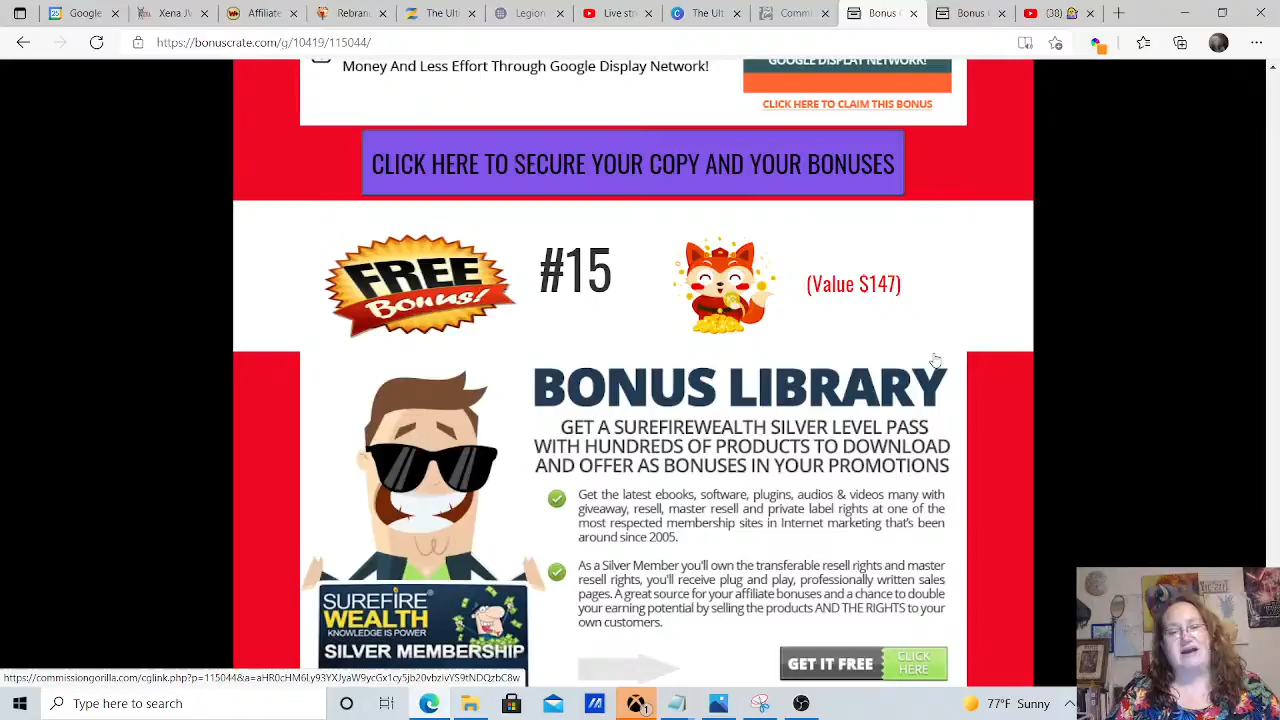 Affiliate
Xena J
The Ult
Bonus
Untitle
Studio
The U
Conte
https://bonuscrate.com/g/10419/115044/
Money And Less Effort Through Google Display Network!
GOOGLE DISPLAY NETWORK!
CLICK HERE TO CLAIM THIS BONUS
CLICK HERE TO SECURE YOUR COPY AND YOUR BONUSES
FREE
Bonus!
#15
(Value $147)
BONUS LIBRARY
GET A SUREFIREWEALTH SILVER LEVEL PASS
WITH HUNDREDS OF PRODUCTS TO DOWNLOAD
AND OFFER AS BONUSES IN YOUR PROMOTIONS
Get the latest ebooks, software, plugins, audios & videos many with
giveaway, resell, master resell and private label rights at one of the
most respected membership sites in Internet marketing that's been
around since 2005.
As a Silver Member you'll own the transferable resell rights and master
resell rights, you'll receive plug and play, professionally written sales
pages. A great source for your affiliate bonuses and a chance to double
your earning potential by selling the products AND THE RIGHTS to your
own customers.
SUREFIRE
WEALTH
KNOWLEDGE IS POWER
SILVER MEMBERSHIP
GET IT FREE
CLICK
HERE
Type here to search
77°F Sunny